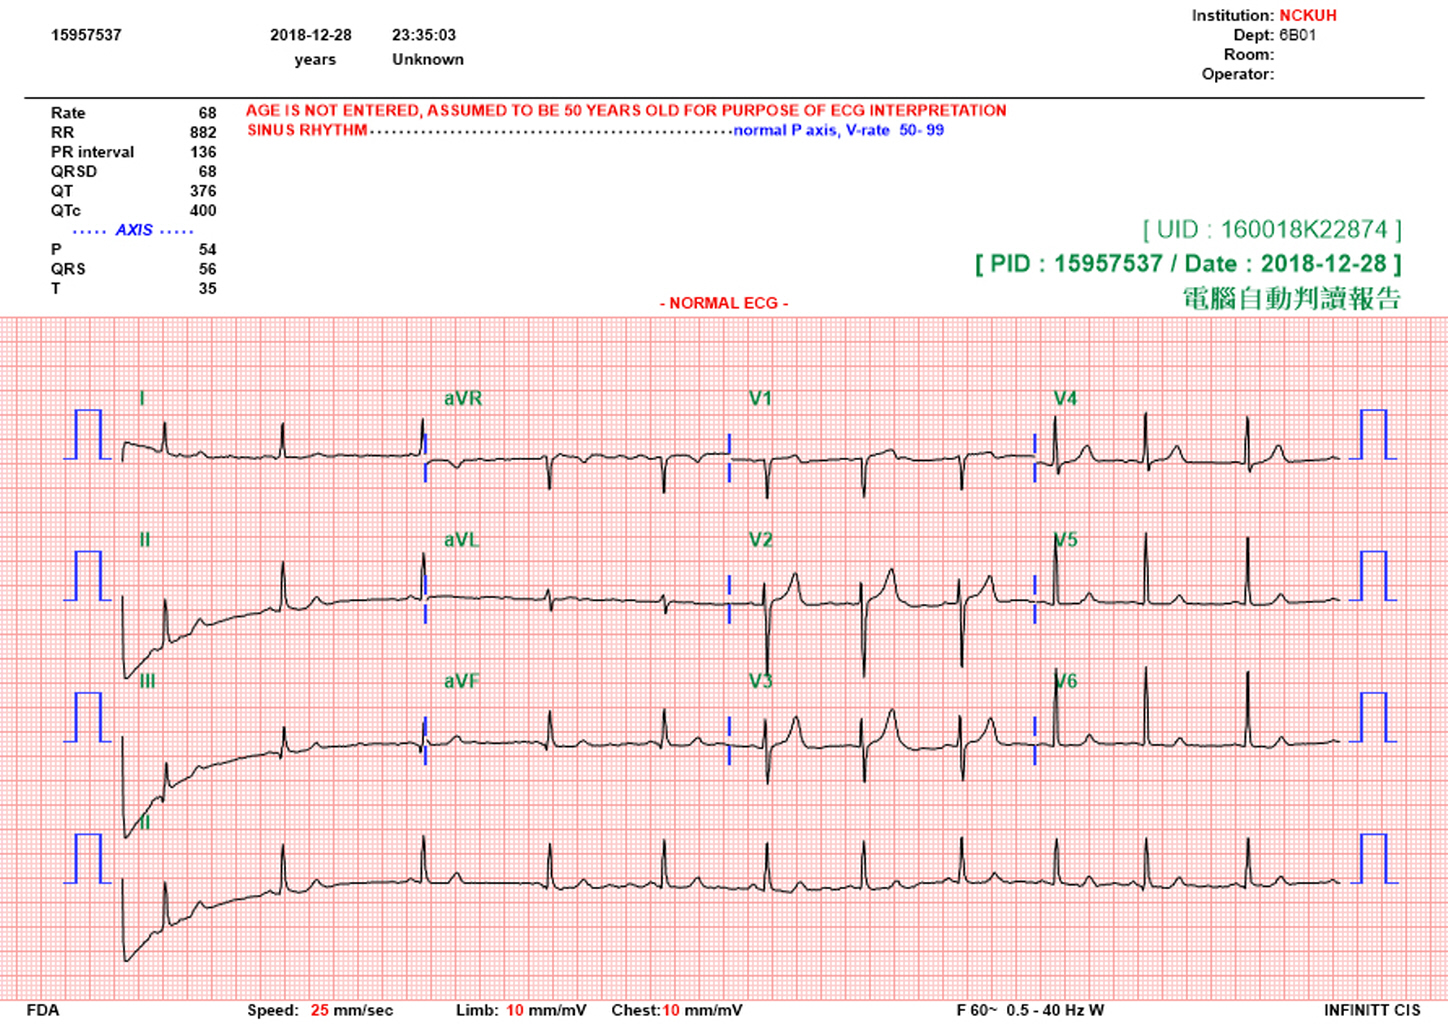 Institution: NCKUH
15957537 2018-12-28 23:35:03 Dept: 6B01
years Unknown Room:
Operator:
Rate 68 AGE IS NOT ENTERED, ASSUMED TO BE 50 YEARS OLD FOR PURPOSE OF ECG INTERPRETATION
RR 882 SINUS RHYTHM normal P axis, V-rate 50- 99
PR interval 136
QRSD 68
QT 376
QTc 400
AXIS
P 54
QRS 56
T 35
[ UID : 160018K22874 ]
[ PID : 15957537 / Date : 2018-12-28 ]
電腦自動判讀報告
- NORMAL ECG -
I aVR V1 V4
II aVL V2 V5
III aVF V3 V6
II
FDA Speed: 25 mm/sec Limb: 10 mm/mV Chest:10 mm/mV F 60~ 0.5 - 40 Hz W INFINITT CIS